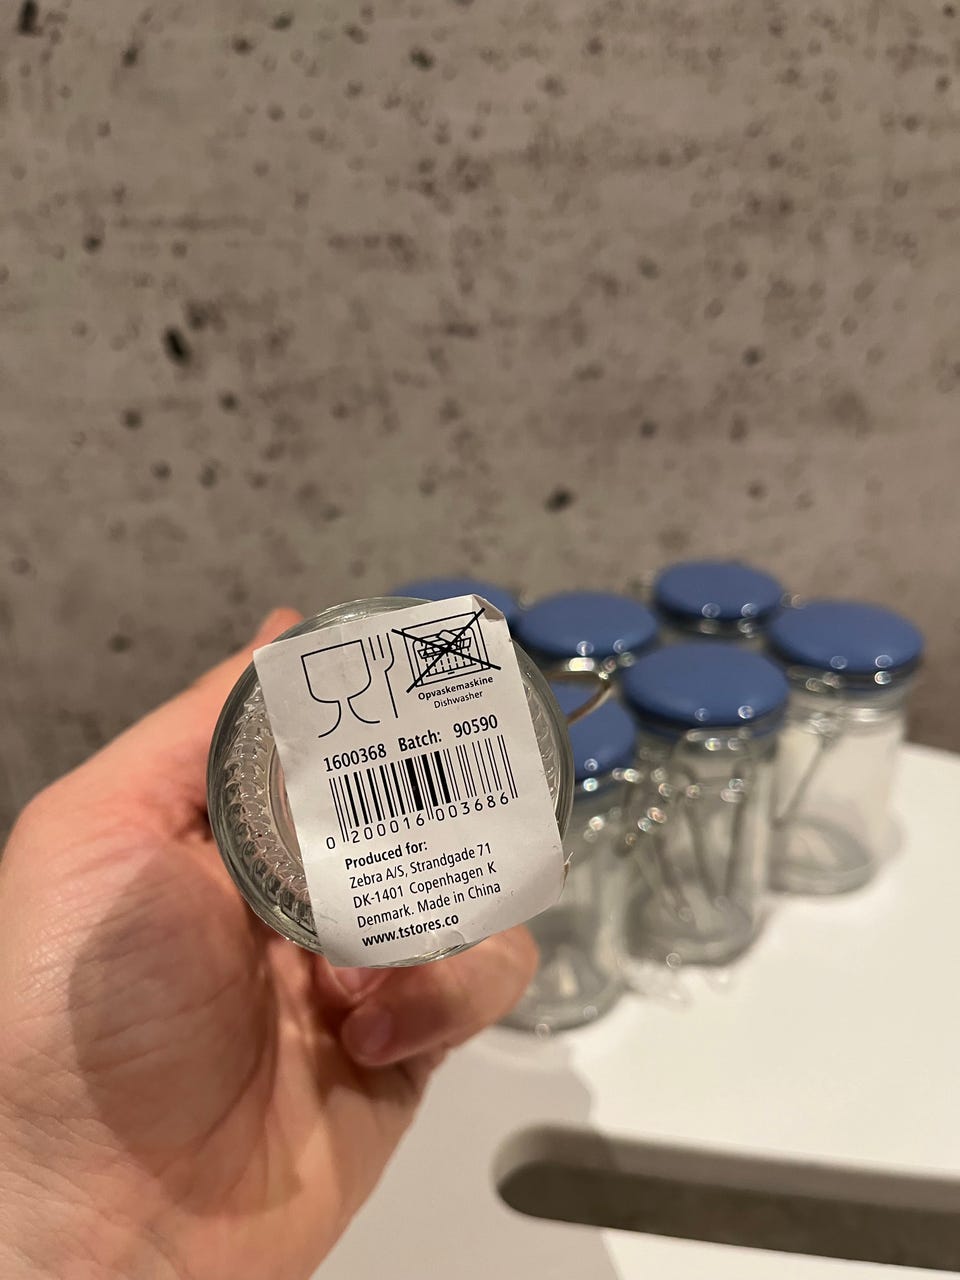 Opvaskemaskine
Dishwasher
1600368 Batch: 90590
0 200016 003686
Produced for:
Zebra A/S, Strandgade 71
DK-1401 Copenhagen K
Denmark. Made in China
www.tstores.co